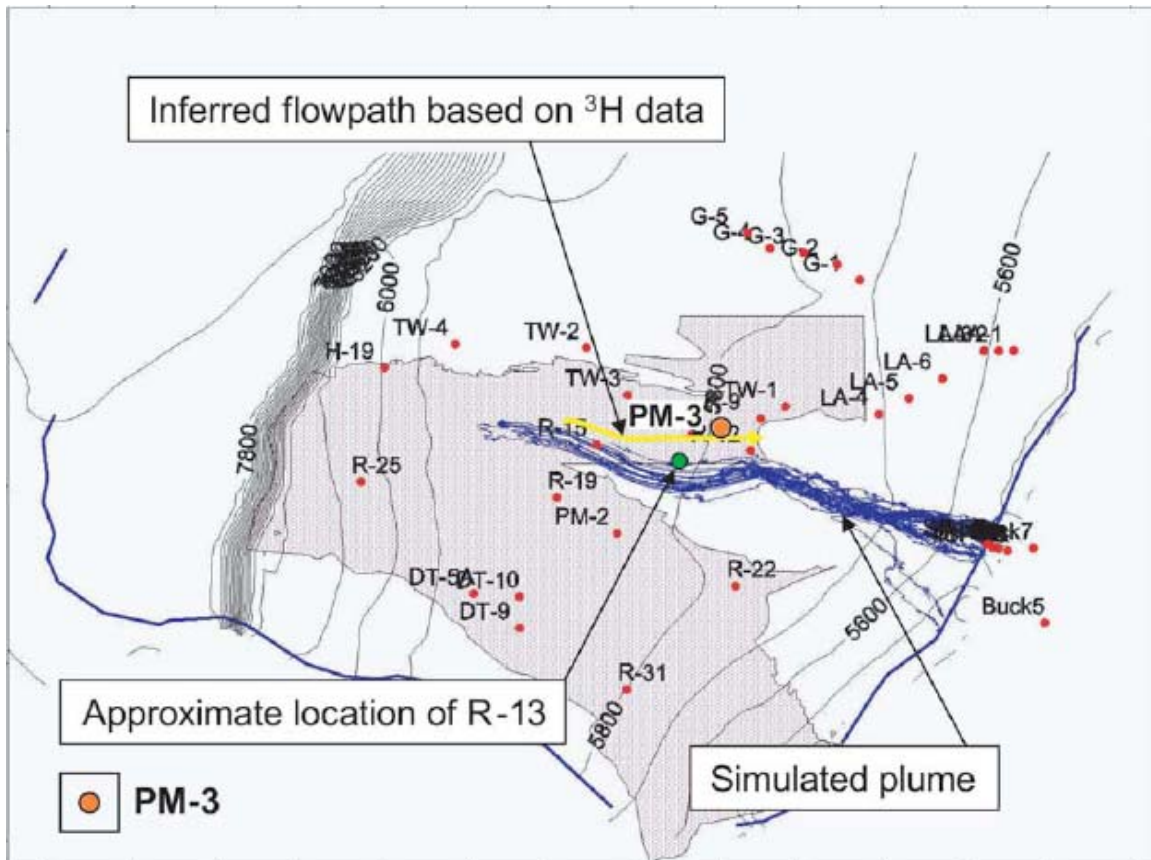 Inferred flowpath based on ³H data
G-5
G-4
G-3
G-2
G-1
5600
6000
TW-4
TW-2
H-19
LA-6
TW-3
TW-1
LA-5
LA-4
PM-3
R-15
7800
R-25
R-19
PM-2
R-22
DT-5A
DT-10
DT-9
Buck5
5600
R-31
5800
Approximate location of R-13
Simulated plume
PM-3